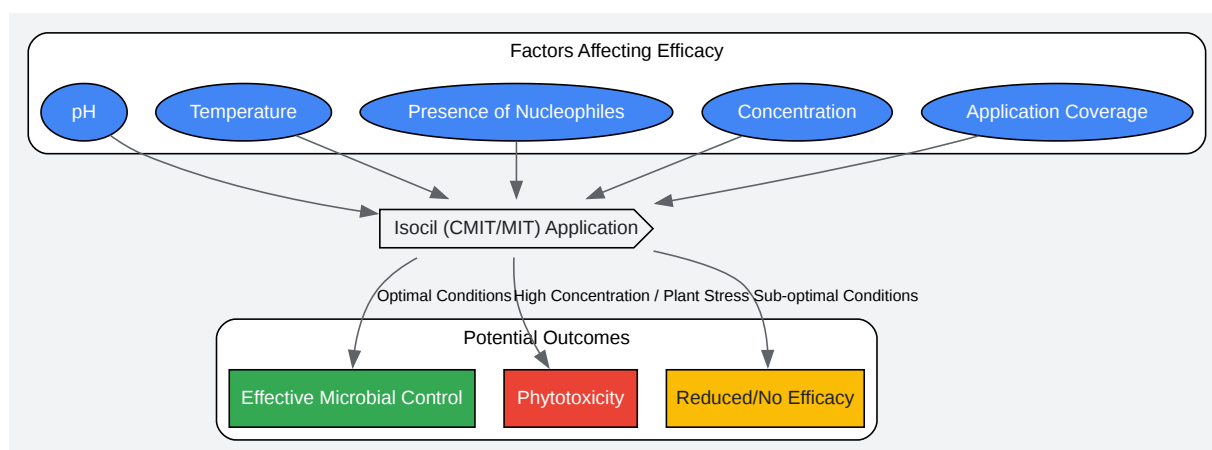 Factors Affecting Efficacy
pH
Temperature
Presence of Nucleophiles
Concentration
Application Coverage
Isocil (CMIT/MIT) Application
Optimal Conditions
High Concentration / Plant Stress
Sub-optimal Conditions
Potential Outcomes
Effective Microbial Control
Phytotoxicity
Reduced/No Efficacy